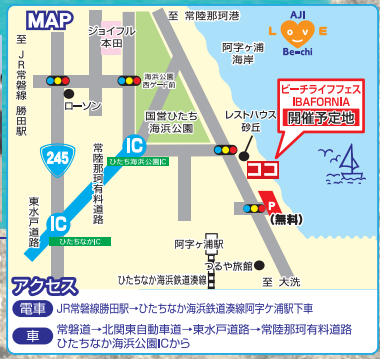 MAP
至 常陸那珂港
AJI
LOVE
Be-chi
ジョイフル
本田
至 JR常磐線 勝田駅
海浜公園
西ゲート前
阿字ヶ浦
海岸
ローソン
国営ひたち
海浜公園
レストハウス
砂丘
ビーチライフフェス
IBAFORNIA
開催予定地
IC
ひたち海浜公園IC
245
常陸那珂有料道路
東水戸道路
IC
ひたちなかIC
P
(無料)
阿字ヶ浦駅
つるや旅館
ひたちなか海浜鉄道湊線
至 大洗
アクセス
電車 JR常磐線勝田駅→ひたちなか海浜鉄道湊線阿字ケ浦駅下車
車 常磐道→北関東自動車道→東水戸道路→常陸那珂有料道路
ひたちなか海浜公園ICから